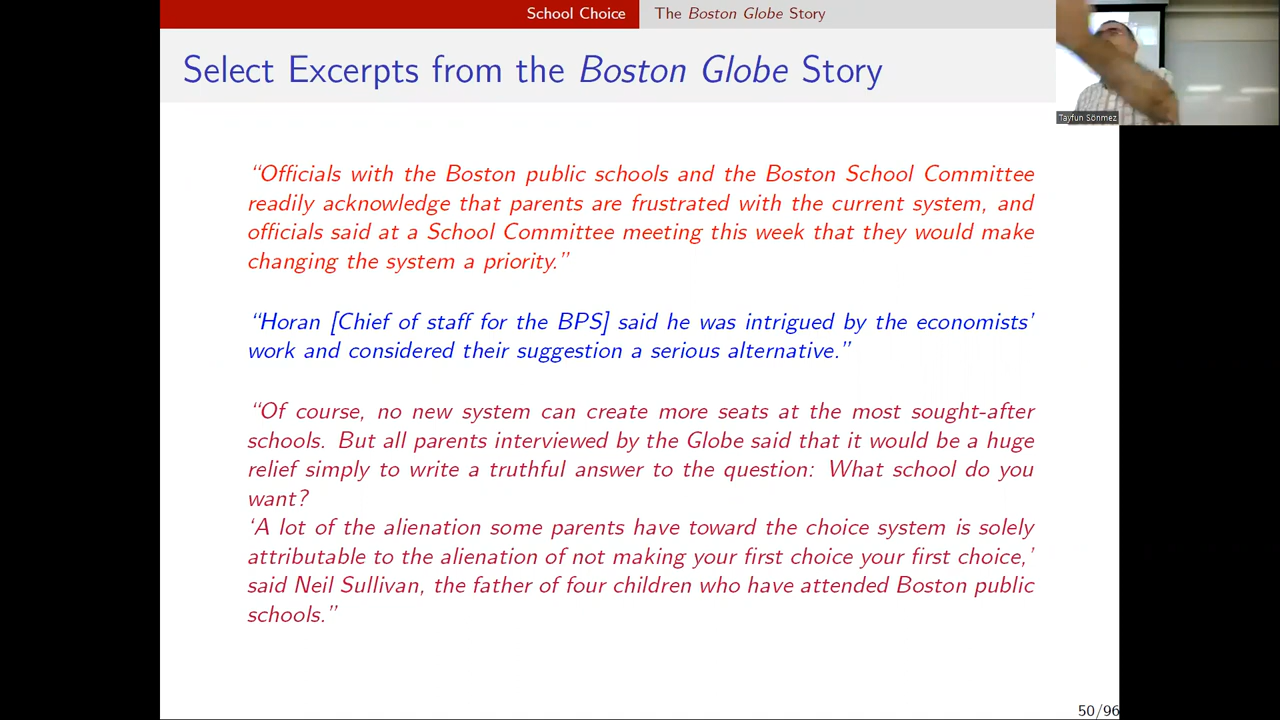 School Choice The Boston Globe Story
Select Excerpts from the Boston Globe Story
Tayfun Sönmez
“Officials with the Boston public schools and the Boston School Committee
readily acknowledge that parents are frustrated with the current system, and
officials said at a School Committee meeting this week that they would make
changing the system a priority.”
“Horan [Chief of staff for the BPS] said he was intrigued by the economists’
work and considered their suggestion a serious alternative.”
“Of course, no new system can create more seats at the most sought-after
schools. But all parents interviewed by the Globe said that it would be a huge
relief simply to write a truthful answer to the question: What school do you
want?
‘A lot of the alienation some parents have toward the choice system is solely
attributable to the alienation of not making your first choice your first choice,’
said Neil Sullivan, the father of four children who have attended Boston public
schools.”
50/96